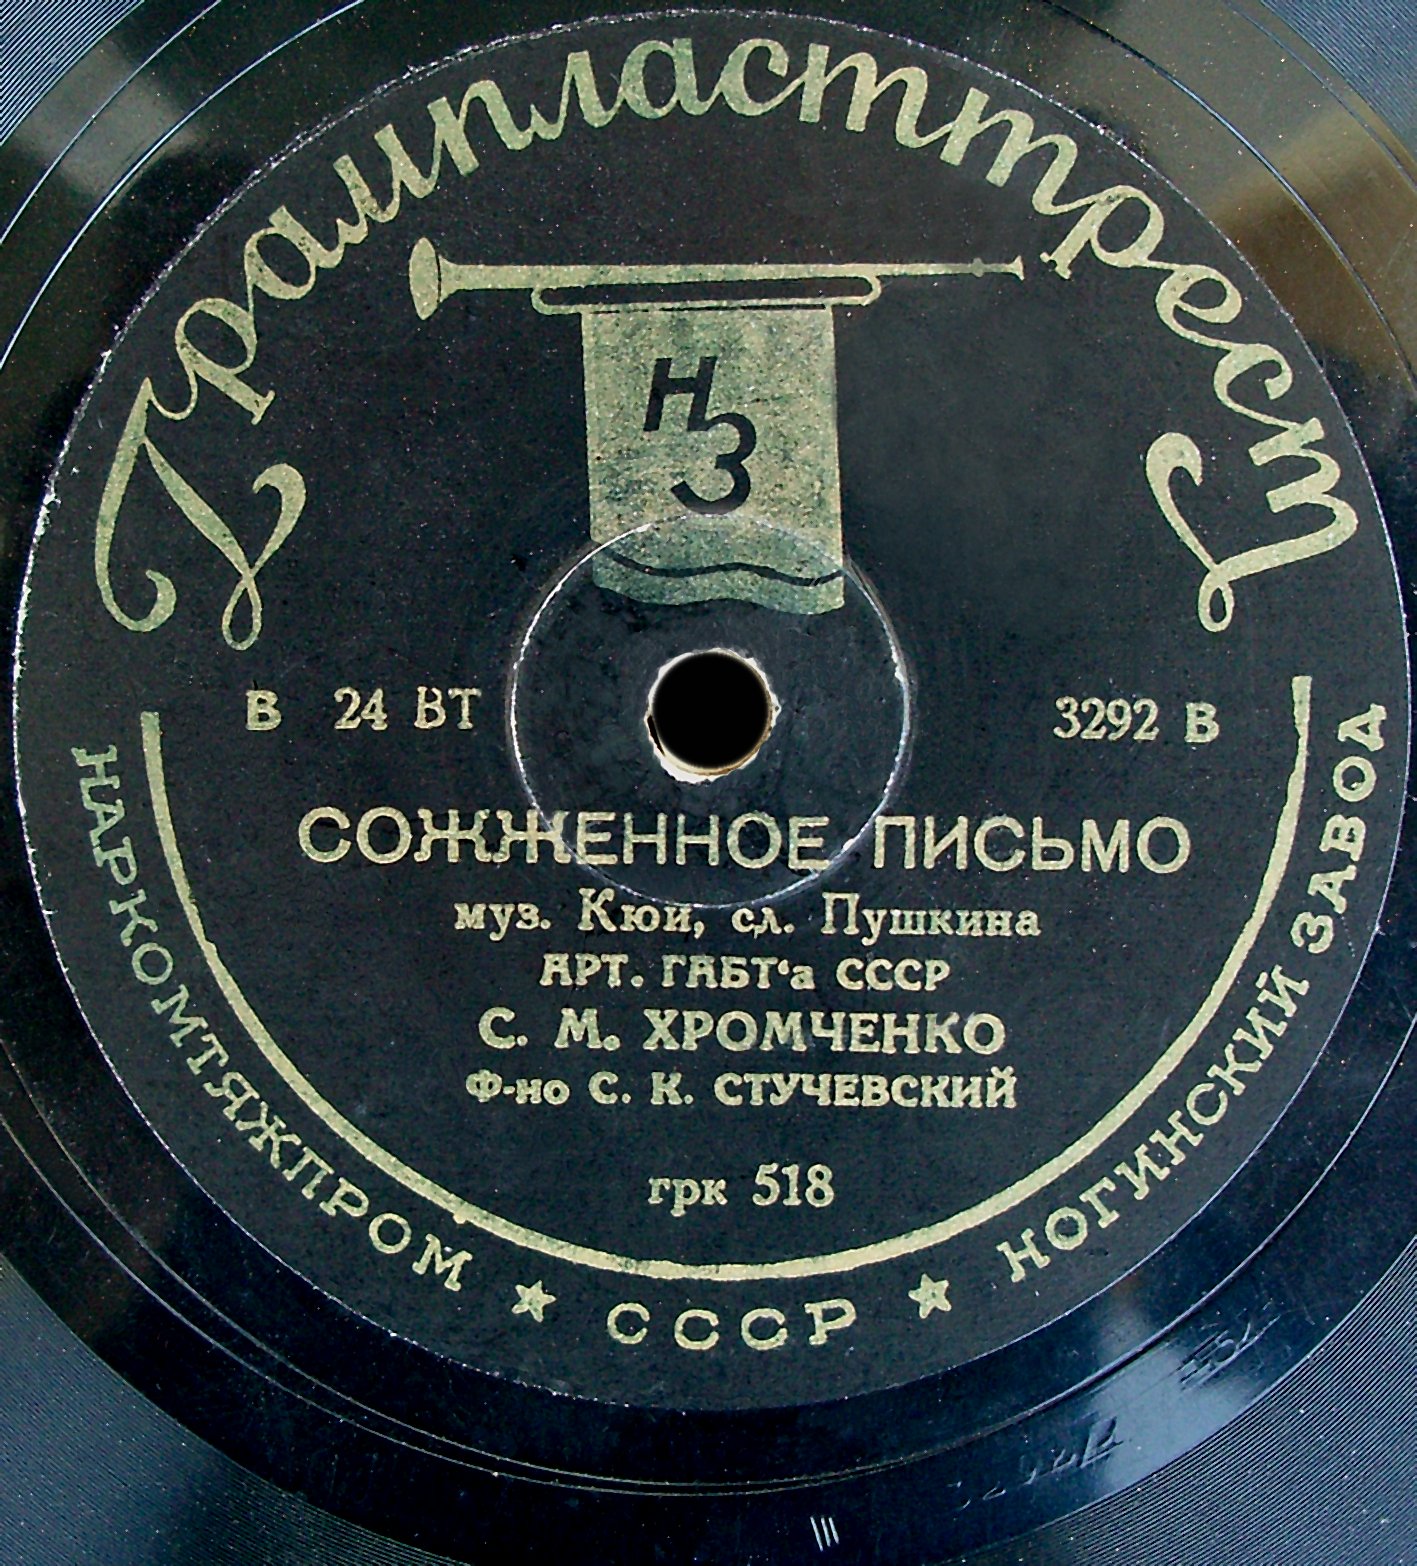 Грампласттрест
НЗ
В 24 ВТ
3292 В
СОЖЖЕННОЕ ПИСЬМО
муз. Кюи, сл. Пушкина
АРТ. ГАБТ‘а СССР
С. М. ХРОМЧЕНКО
Ф-но С. К. СТУЧЕВСКИЙ
грк 518
НАРКОМТЯЖПРОМ ★ СССР ★ НОГИНСКИЙ ЗАВОД